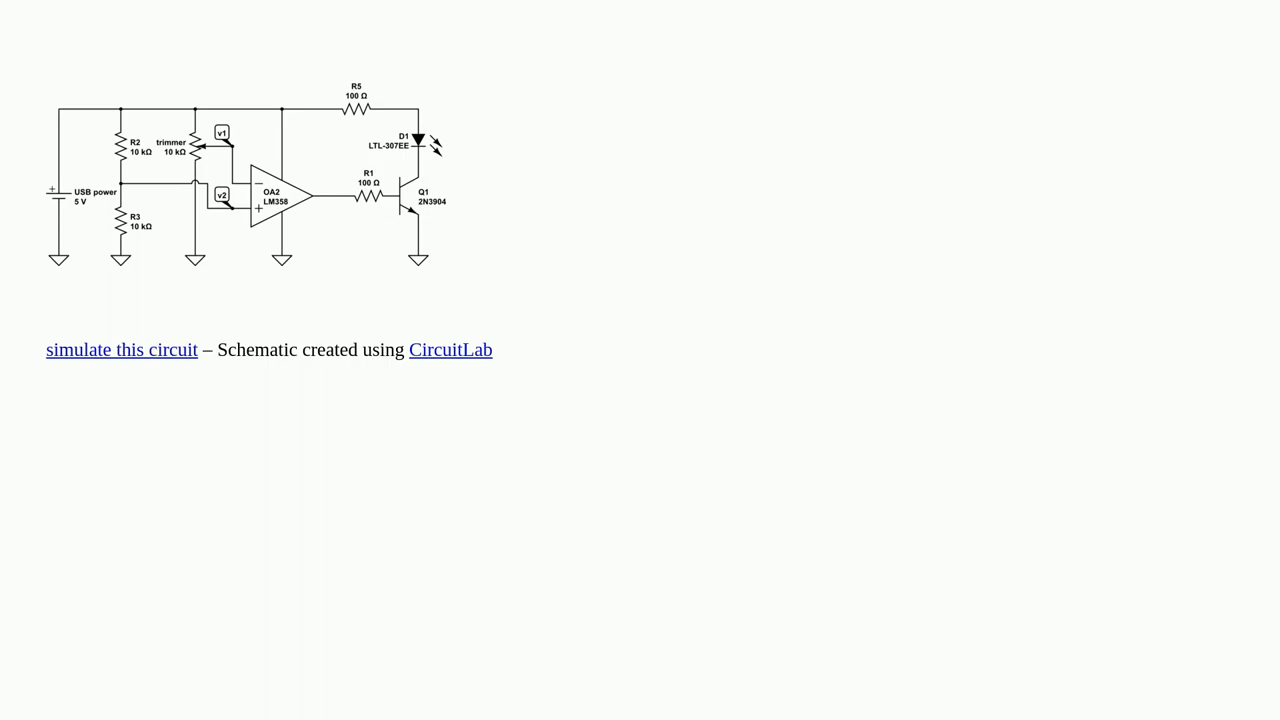 R5
100 Ω
R2
10 kΩ
trimmer
10 kΩ
v1
D1
LTL-307EE
R1
100 Ω
+
USB power
5 V
v2
−
OA2
LM358
+
Q1
2N3904
R3
10 kΩ
simulate this circuit – Schematic created using CircuitLab